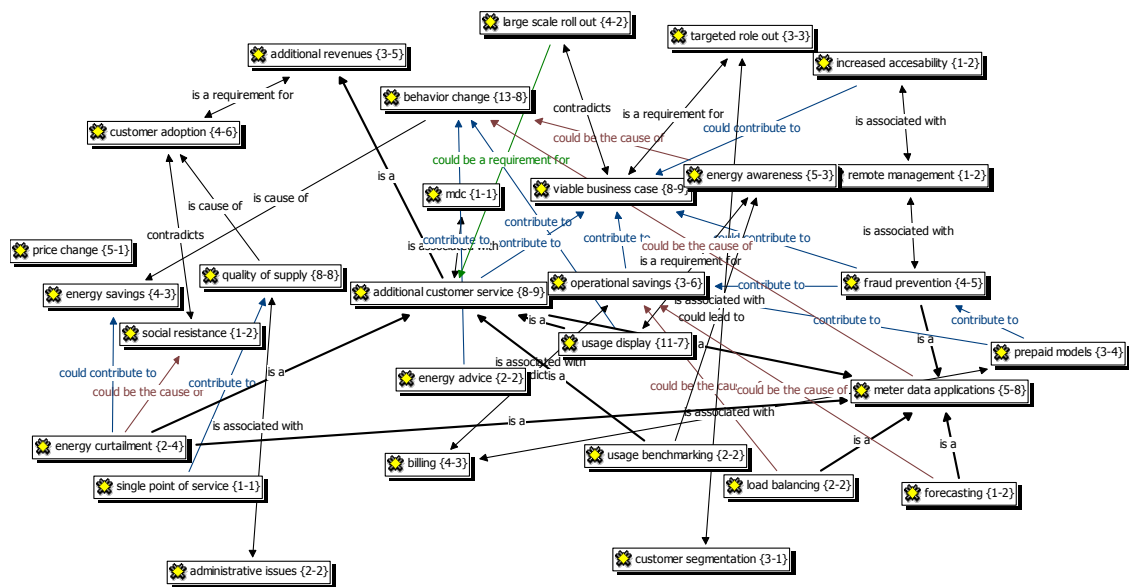 large scale roll out {4-2}
targeted role out {3-3}
additional revenues {3-5}
increased accesability {1-2}
is a requirement for
behavior change {13-8}
contradicts
is a requirement for
customer adoption {4-6}
could contribute to
is associated with
could be the cause of
could be a requirement for
is a
energy awareness {5-3}
remote management {1-2}
mdc {1-1}
viable business case {8-9}
is cause of
is cause of
contradicts
contribute to
contribute to
contribute to
contribute to
could contribute to
is associated with
could be the cause of
is associated with
price change {5-1}
is a requirement for
quality of supply {8-8}
energy savings {4-3}
additional customer service {8-9}
operational savings {3-6}
contribute to
fraud prevention {4-5}
is associated with
could lead to
is a
contribute to
contribute to
social resistance {1-2}
usage display {11-7}
a
is a
prepaid models {3-4}
is associated with
could contribute to
contribute to
is a
energy advice {2-2}
dicts
is a
could be the cau
could be the cause of
meter data applications {5-8}
could be the cause of
is associated with
is associated with
is a
energy curtailment {2-4}
is a
is a
billing {4-3}
usage benchmarking {2-2}
single point of service {1-1}
load balancing {2-2}
forecasting {1-2}
customer segmentation {3-1}
administrative issues {2-2}